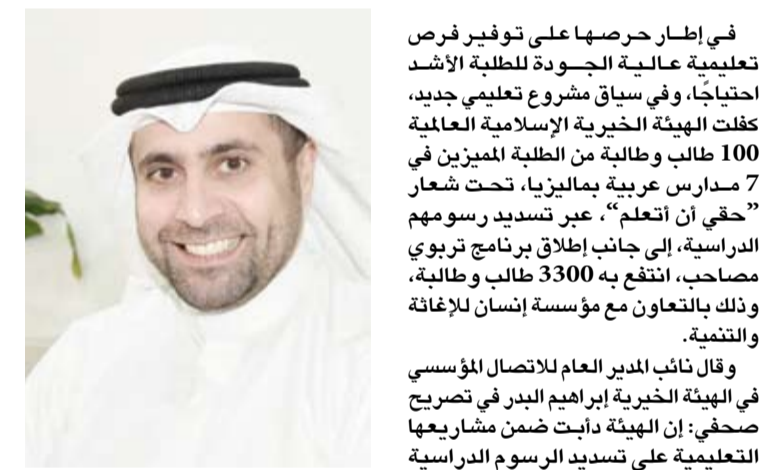 في إطار حرصها على توفير فرص
تعليمية عالية الجودة للطلبة الأشد
احتياجًا، وفي سياق مشروع تعليمي جديد،
كفلت الهيئة الخيرية الإسلامية العالمية
100 طالب وطالبة من الطلبة المميزين في
7 مدارس عربية بماليزيا، تحت شعار
”حقي أن أتعلم“، عبر تسديد رسومهم
الدراسية، إلى جانب إطلاق برنامج تربوي
مصاحب، انتفع به 3300 طالب وطالبة،
وذلك بالتعاون مع مؤسسة إنسان للإغاثة
والتنمية.
وقال نائب المدير العام للاتصال المؤسسي
في الهيئة الخيرية إبراهيم البدر في تصريح
صحفي: إن الهيئة دأبت ضمن مشاريعها
التعليمية على تسديد الرسوم الدراسية